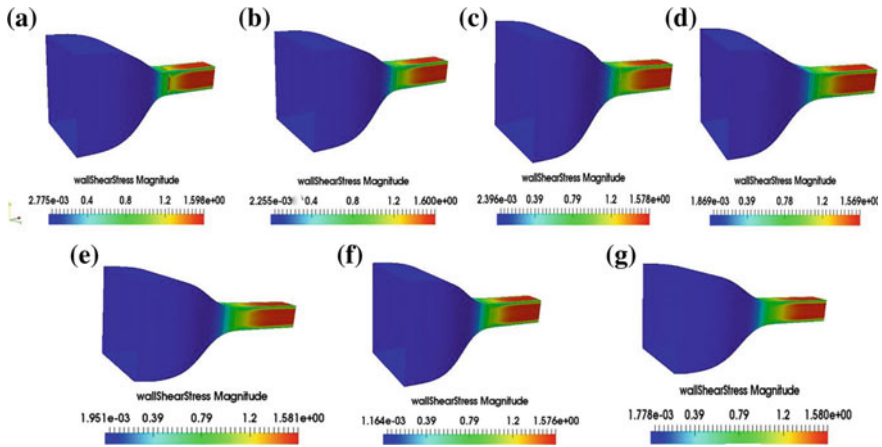 (a) (b) (c) (d)
wallShearStress Magnitude wallShearStress Magnitude wallShearStress Magnitude wallShearStress Magnitude
2.775e-03 0.4 0.8 1.2 1.598e+00 2.255e-03 0.4 0.8 1.2 1.600e+00 2.396e-03 0.39 0.79 1.2 1.578e+00 1.869e-03 0.39 0.79 1.2 1.569e+00
(e) (f) (g)
wallShearStress Magnitude wallShearStress Magnitude wallShearStress Magnitude
1.951e-03 0.39 0.79 1.2 1.581e+00 1.164e-03 0.39 0.79 1.2 1.576e+00 1.778e-03 0.39 0.79 1.2 1.580e+00